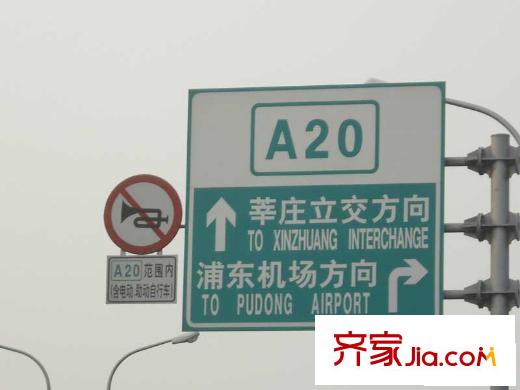 A20
莘庄立交方向
TO XINZHUANG INTERCHANGE
浦东机场方向
TO PUDONG AIRPORT
A20 范围内
(含电动、助动自行车)
齐家Jia.com